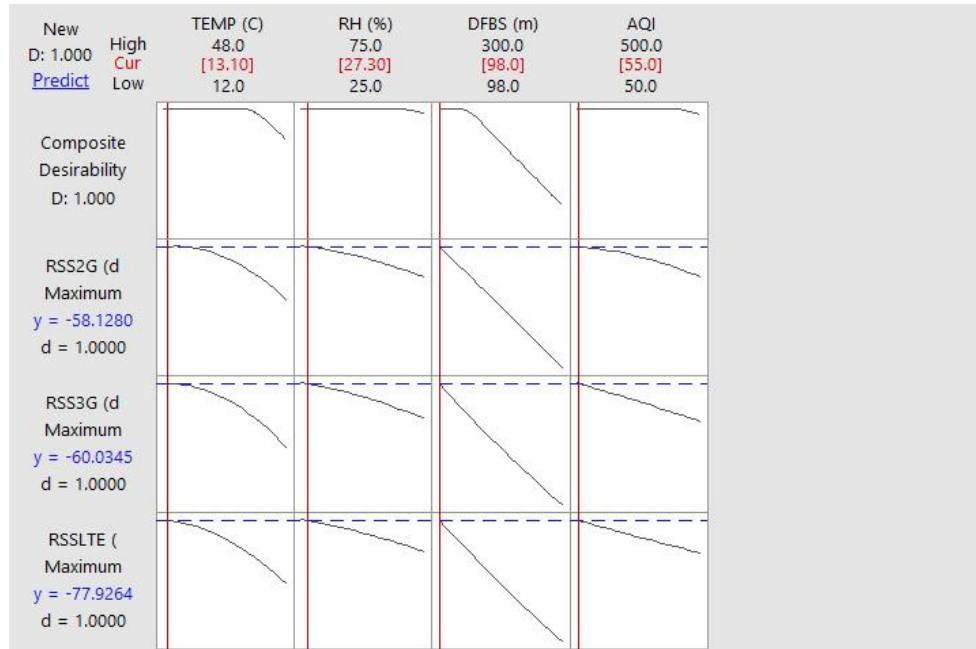 New
D: 1.000
Predict
High
Cur
Low
TEMP (C)
48.0
[13.10]
12.0
RH (%)
75.0
[27.30]
25.0
DFBS (m)
300.0
[98.0]
98.0
AQI
500.0
[55.0]
50.0
Composite
Desirability
D: 1.000
RSS2G (d
Maximum
y = -58.1280
d = 1.0000
RSS3G (d
Maximum
y = -60.0345
d = 1.0000
RSSLTE (
Maximum
y = -77.9264
d = 1.0000